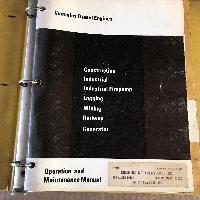 Cummins Diesel Engines
Construction
Industrial
Industrial Firepump
Logging
Mining
Railway
Generator
Operation and
Maintenance Manual